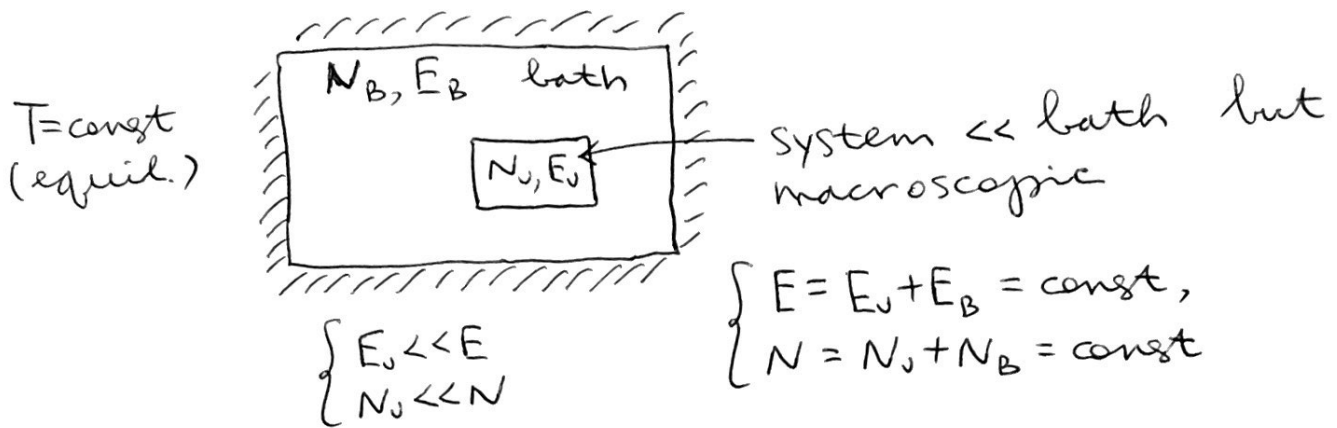 N_B, E_B bath
T=const
(equil.)
N_ν, E_ν
system << bath but
macroscopic
E = E_ν + E_B = const,
N = N_ν + N_B = const
E_ν << E
N_ν << N